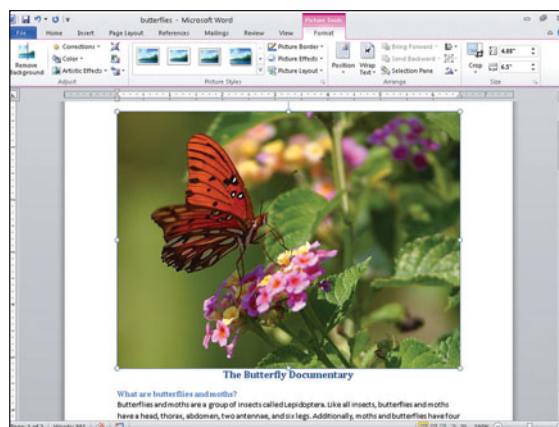 butterflies - Microsoft Word
Picture Tools
File Home Insert Page Layout References Mailings Review View Format
Remove Background
Corrections
Color
Artistic Effects
Adjust
Picture Styles
Picture Border
Picture Effects
Picture Layout
Position
Wrap Text
Bring Forward
Send Backward
Selection Pane
Arrange
Crop
4.88"
6.5"
Size
The Butterfly Documentary
What are butterflies and moths?
Butterflies and moths are a group of insects called Lepidoptera. Like all insects, butterflies and moths
have a head, thorax, abdomen, two antennae, and six legs. Additionally, moths and butterflies have four